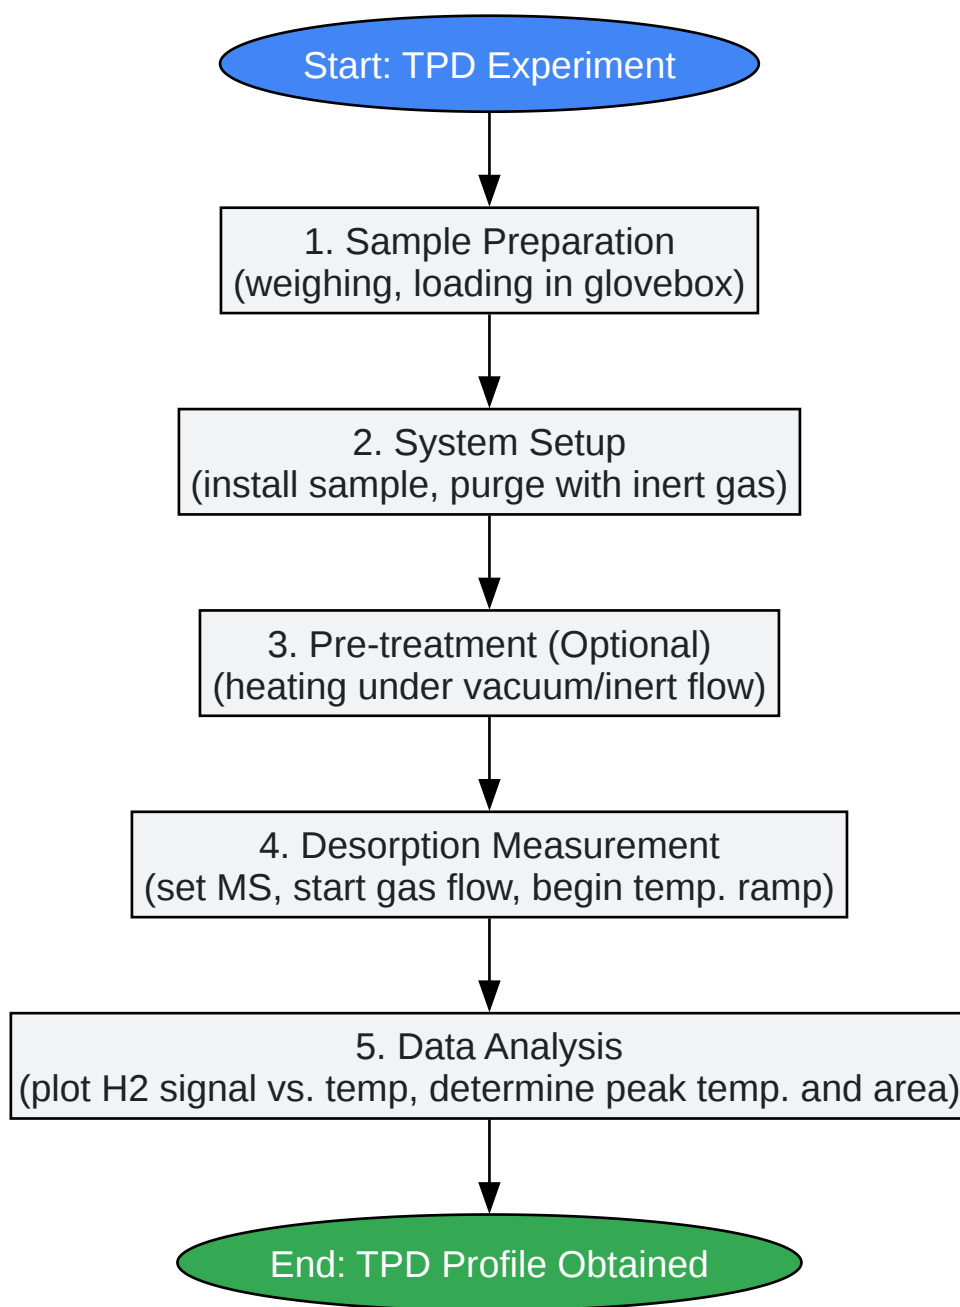 Start: TPD Experiment
1. Sample Preparation
(weighing, loading in glovebox)
2. System Setup
(install sample, purge with inert gas)
3. Pre-treatment (Optional)
(heating under vacuum/inert flow)
4. Desorption Measurement
(set MS, start gas flow, begin temp. ramp)
5. Data Analysis
(plot H2 signal vs. temp, determine peak temp. and area)
End: TPD Profile Obtained